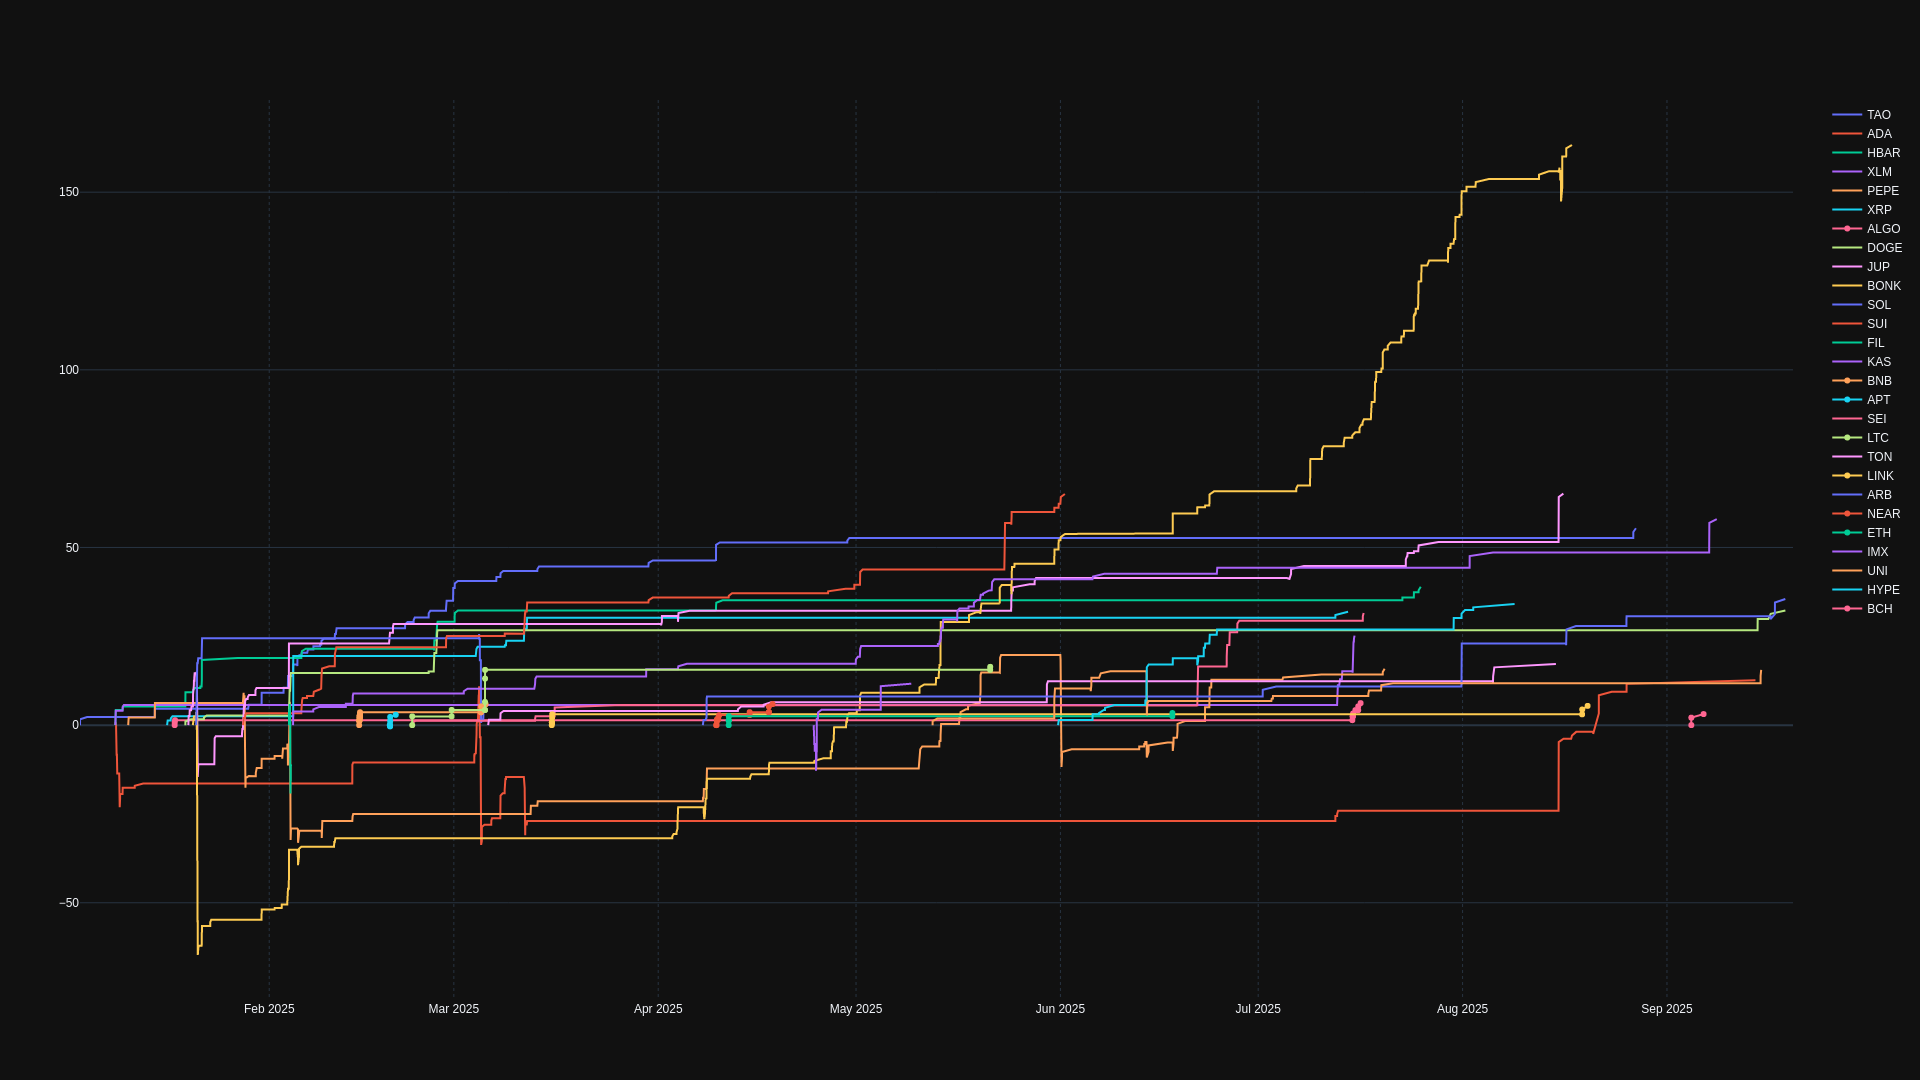 150
100
50
0
−50
Feb 2025
Mar 2025
Apr 2025
May 2025
Jun 2025
Jul 2025
Aug 2025
Sep 2025
TAO
ADA
HBAR
XLM
PEPE
XRP
ALGO
DOGE
JUP
BONK
SOL
SUI
FIL
KAS
BNB
APT
SEI
LTC
TON
LINK
ARB
NEAR
ETH
IMX
UNI
HYPE
BCH